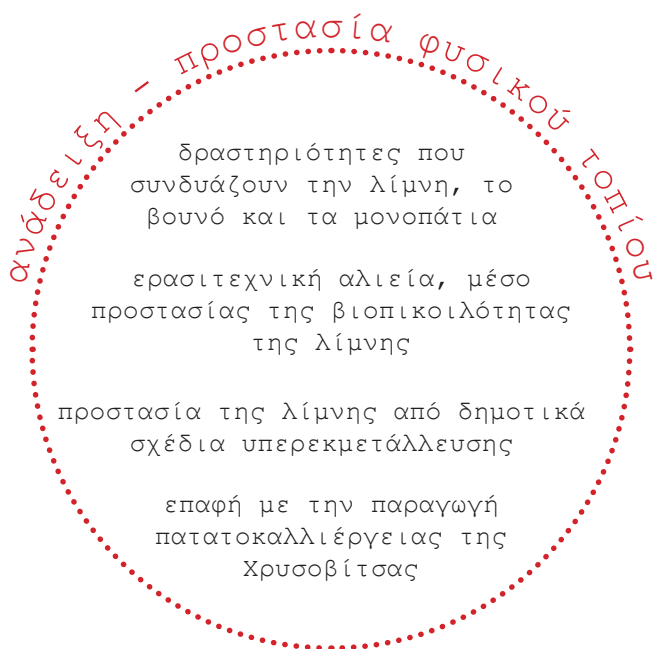 ανάδειξη - προστασία φυσικού τοπίου
δραστηριότητες που
συνδυάζουν την λίμνη, το
βουνό και τα μονοπάτια
ερασιτεχνική αλιεία, μέσο
προστασίας της βιοπικοιλότητας
της λίμνης
προστασία της λίμνης από δημοτικά
σχέδια υπερεκμετάλλευσης
επαφή με την παραγωγή
πατατοκαλλιέργειας της
Χρυσοβίτσας